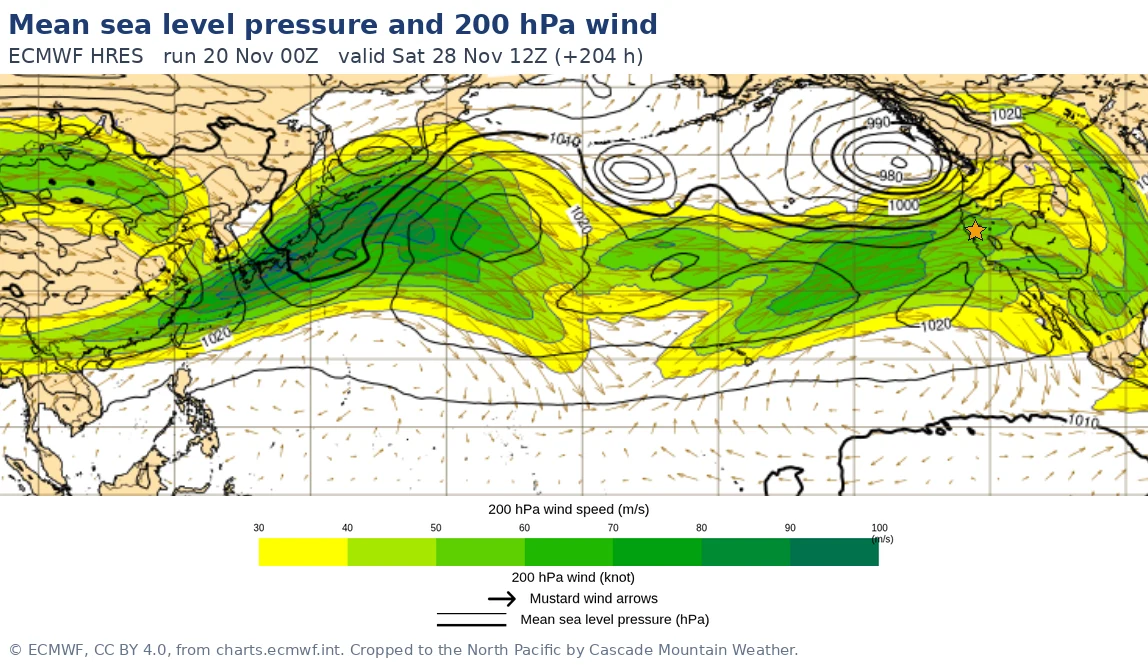 Mean sea level pressure and 200 hPa wind
ECMWF HRES run 20 Nov 00Z valid Sat 28 Nov 12Z (+204 h)
1020
990
1010
980
1000
1020
1020
1020
1010
200 hPa wind speed (m/s)
30 40 50 60 70 80 90 100
(m/s)
200 hPa wind (knot)
Mustard wind arrows
Mean sea level pressure (hPa)
© ECMWF, CC BY 4.0, from charts.ecmwf.int. Cropped to the North Pacific by Cascade Mountain Weather.